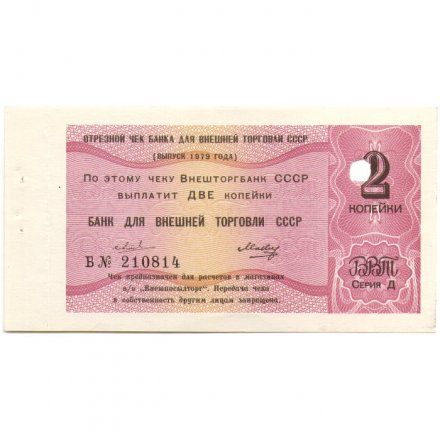 ОТРЕЗНОЙ ЧЕК БАНКА ДЛЯ ВНЕШНЕЙ ТОРГОВЛИ СССР
(ВЫПУСК 1979 ГОДА)
ПО ЭТОМУ ЧЕКУ ВНЕШТОРГБАНК СССР
ВЫПЛАТИТ ДВЕ КОПЕЙКИ
БАНК ДЛЯ ВНЕШНЕЙ ТОРГОВЛИ СССР
Б № 210814
Чек предназначен для расчетов в магазинах
в/о „Внешпосылторг". Передача чека
в собственность другим лицам запрещена.
2
КОПЕЙКИ
ВВТ
СЕРИЯ Д